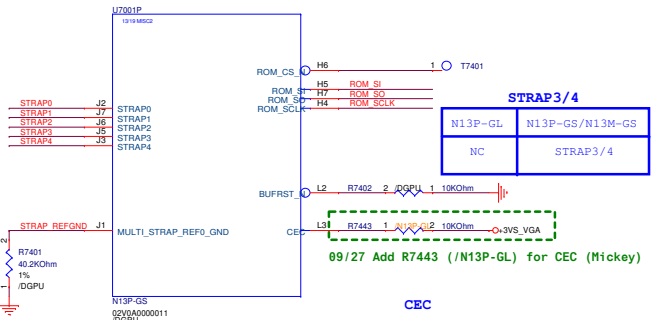 U7001P
13/19 MISC2
ROM_CS_N H6 1 T7401
ROM_SI H5 ROM_SI
ROM_SO H7 ROM_SO
ROM_SCLK H4 ROM_SCLK
STRAP0 J2 STRAP0
STRAP1 J7 STRAP1
STRAP2 J6 STRAP2
STRAP3 J5 STRAP3
STRAP4 J3 STRAP4
STRAP3/4
N13P-GL N13P-GS/N13M-GS
NC STRAP3/4
BUFRST_N L2 R7402 2 /DGPU 1 10KOhm
STRAP_REFGND J1 MULTI_STRAP_REF0_GND
CEC L3 R7443 1 /N13P-GL 2 10KOhm +3VS_VGA
2
R7401
40.2KOhm
1%
/DGPU
1
09/27 Add R7443 (/N13P-GL) for CEC (Mickey)
N13P-GS
02V0A0000011
/DGPU
CEC